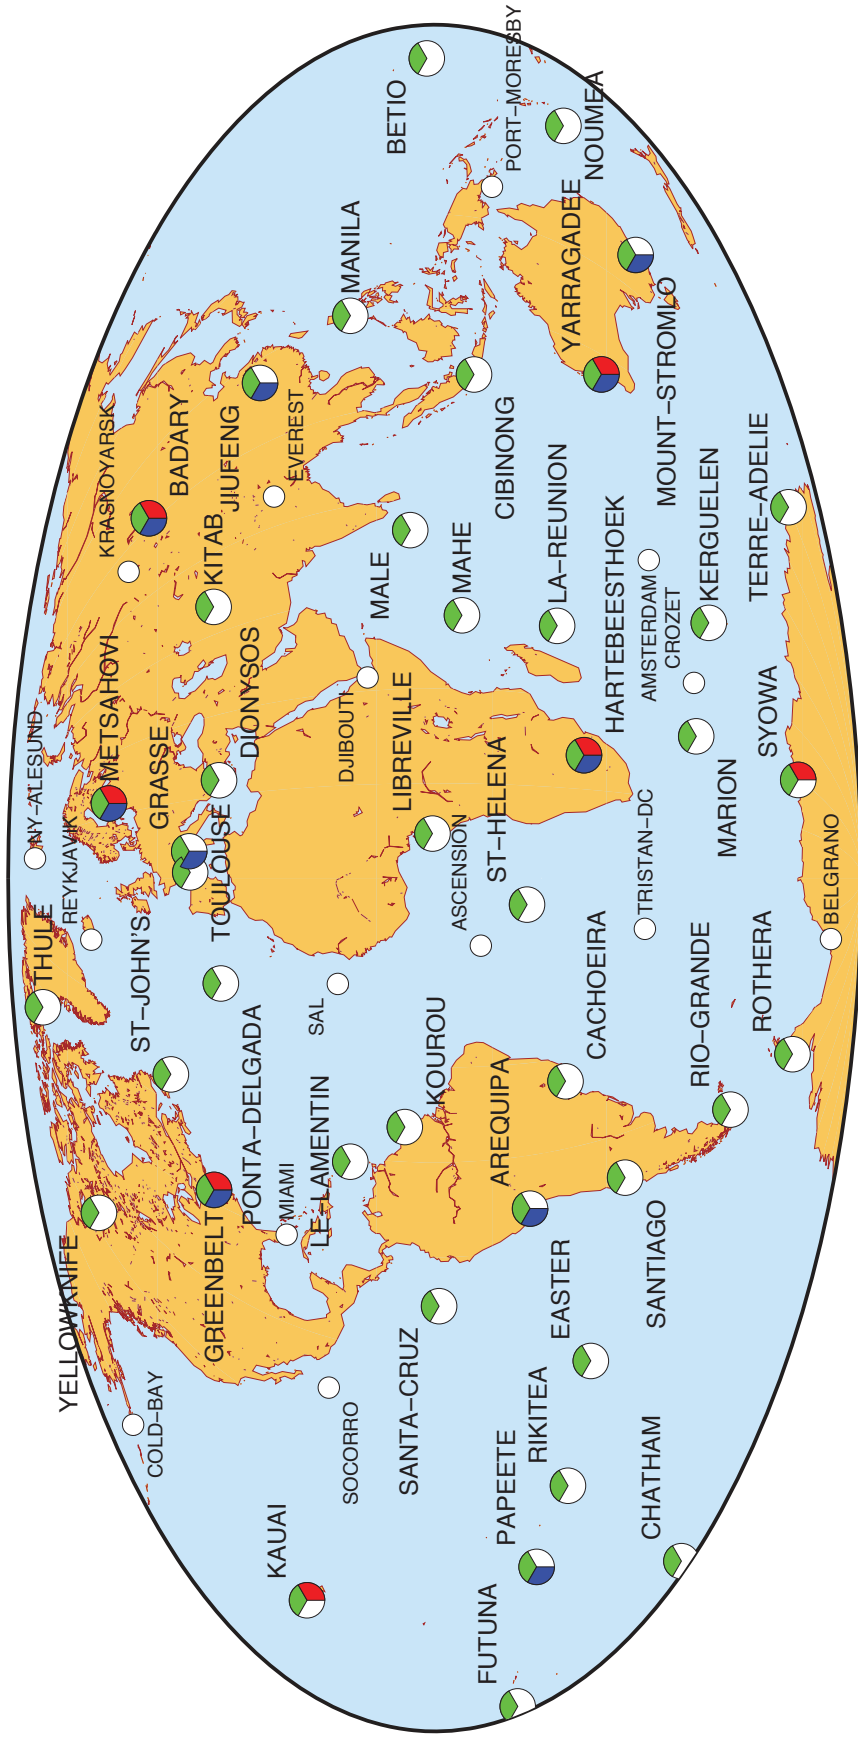 THULE
NY-ALESUND
REYKJAVIK
METSAHOVI
KRASNOYARSK
BADARY
YELLOWKNIFE
COLD-BAY
ST-JOHN'S
GRASSE
TOULOUSE
DIONYSOS
KITAB
JIUFENG
EVEREST
GREENBELT
PONTA-DELGADA
MIAMI
LE-LAMENTIN
SAL
DJIBOUTI
MALE
MANILA
KAUAI
SOCORRO
SANTA-CRUZ
KOUROU
LIBREVILLE
MAHE
BETIO
ASCENSION
ST-HELENA
CIBINONG
PORT-MORESBY
FUTUNA
PAPEETE
RIKITEA
EASTER
AREQUIPA
CACHOEIRA
LA-REUNION
HARTEBEESTHOEK
YARRAGADEE
NOUMEA
CHATHAM
SANTIAGO
TRISTAN-DC
AMSTERDAM
CROZET
MOUNT-STROMLO
RIO-GRANDE
MARION
KERGUELEN
ROTHERA
BELGRANO
SYOWA
TERRE-ADELIE